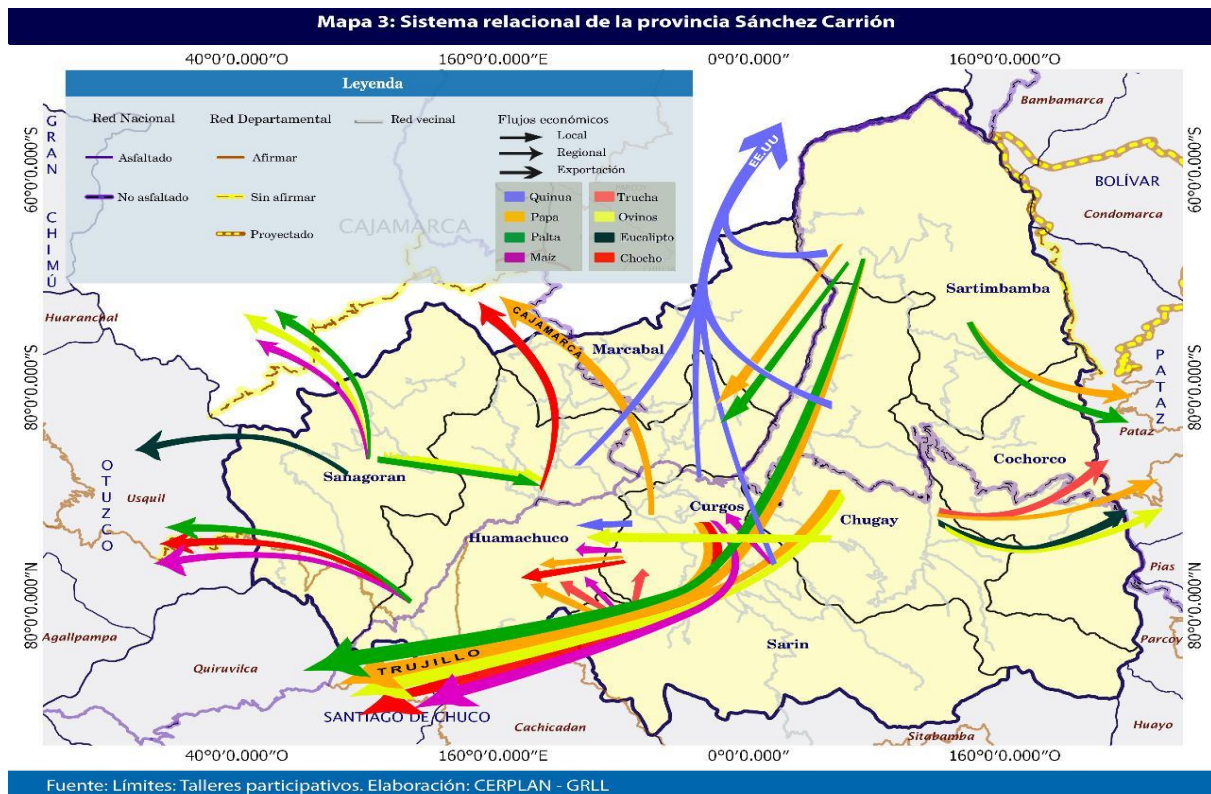 Mapa 3: Sistema relacional de la provincia Sánchez Carrión
40°0'0.000"O 160°0'0.000"E 0°0'0.000" 160°0'0.000"O
Leyenda
Red Nacional Red Departamental Red vecinal Flujos económicos
Local
Regional
Exportación
Asfaltado Afirmar
No asfaltado Sin afirmar
Proyectado
Quinua Trucha
Papa Ovinos
Palta Eucalipto
Maíz Chocho
GRAN CHIMÚ
60°0'0.000"S
60°0'0.000"S
CAJAMARCA
EE.UU
Bambamarca
BOLÍVAR
Condomarca
Huaranchal
Sartimbamba
CAJAMARCA
Marcabal
80°0'0.000"S
80°0'0.000"S
PATAZ
Pataz
Cochorco
Sanagoran
OTUZCO
Usquil
Curgos
Chugay
Huamachuco
80°0'0.000"N
80°0'0.000"N
Pias
Parcoy
Agallpampa
Sarin
Quiruvilca
TRUJILLO
SANTIAGO DE CHUCO
Cachicadan
Sitabamba
Huayo
40°0'0.000"O 160°0'0.000"E 0°0'0.000" 160°0'0.000"O
Fuente: Límites: Talleres participativos. Elaboración: CERPLAN - GRLL